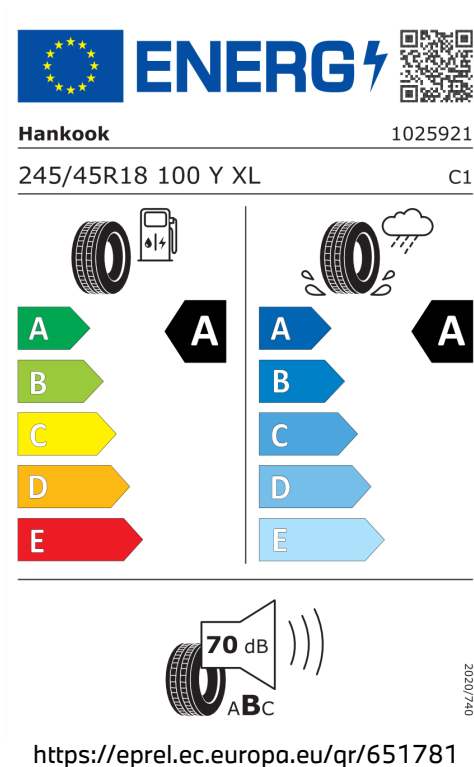 ENERG
Hankook 1025921
245/45R18 100 Y XL C1
A A A A
B B
C C
D D
E E
70 dB
ABC
2020/740
https://eprel.ec.europa.eu/qr/651781